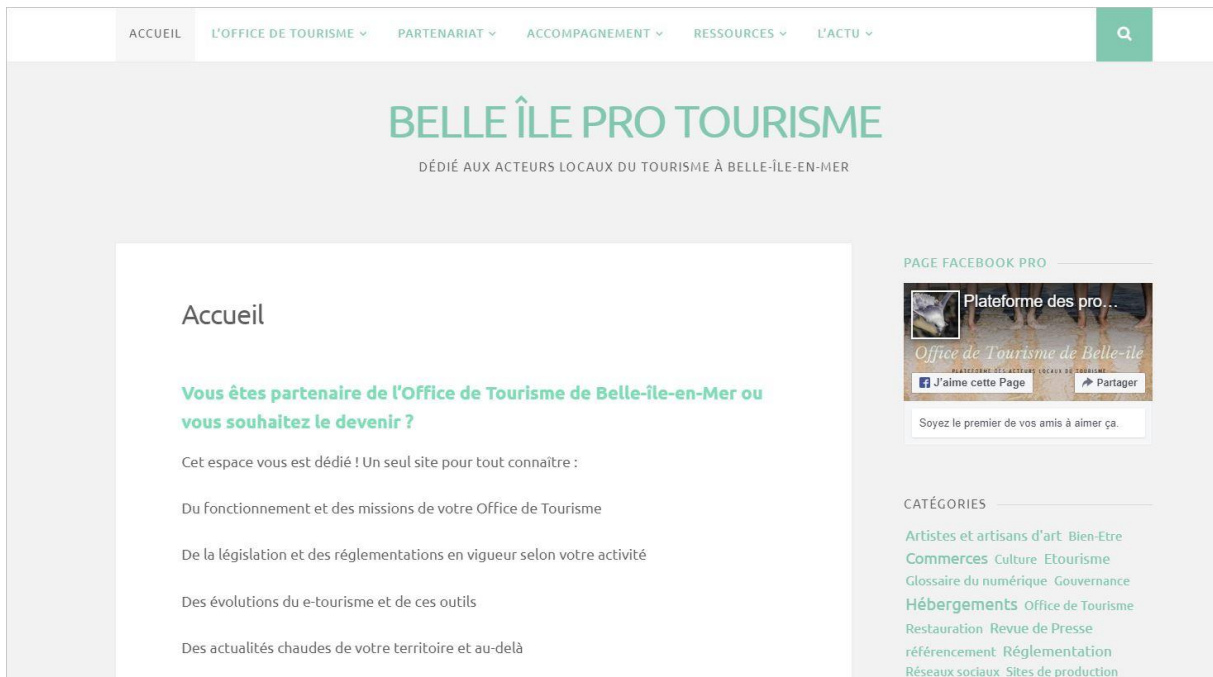 ACCUEIL L'OFFICE DE TOURISME PARTENARIAT ACCOMPAGNEMENT RESSOURCES L'ACTU
BELLE ÎLE PRO TOURISME
DÉDIÉ AUX ACTEURS LOCAUX DU TOURISME À BELLE-ÎLE-EN-MER
Accueil
Vous êtes partenaire de l'Office de Tourisme de Belle-île-en-Mer ou
vous souhaitez le devenir ?
Cet espace vous est dédié ! Un seul site pour tout connaître :
Du fonctionnement et des missions de votre Office de Tourisme
De la législation et des réglementations en vigueur selon votre activité
Des évolutions du e-tourisme et de ces outils
Des actualités chaudes de votre territoire et au-delà
PAGE FACEBOOK PRO
Plateforme des pro...
Office de Tourisme de Belle-île
PLATEFORME DES ACTEURS LOCAUX DU TOURISME
J'aime cette Page Partager
Soyez le premier de vos amis à aimer ça.
CATÉGORIES
Artistes et artisans d'art Bien-Etre
Commerces Culture Etourisme
Glossaire du numérique Gouvernance
Hébergements Office de Tourisme
Restauration Revue de Presse
référencement Réglementation
Réseaux sociaux Sites de production